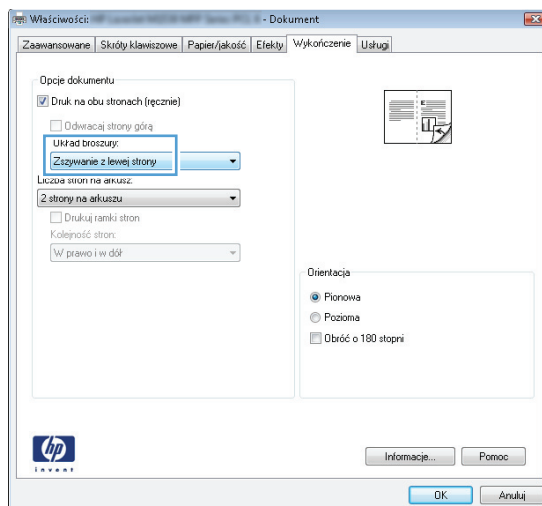 Właściwości: - Dokument
Zaawansowane Skróty klawiszowe Papier/jakość Efekty Wykończenie Usługi
Opcje dokumentu
Druk na obu stronach (ręcznie)
Odwracaj strony górą
Układ broszury:
Zszywanie z lewej strony
Liczba stron na arkusz:
2 strony na arkuszu
Drukuj ramki stron
Kolejność stron:
W prawo i w dół
Orientacja
Pionowa
Pozioma
Obróć o 180 stopni
hp
invent
Informacje... Pomoc
OK Anuluj